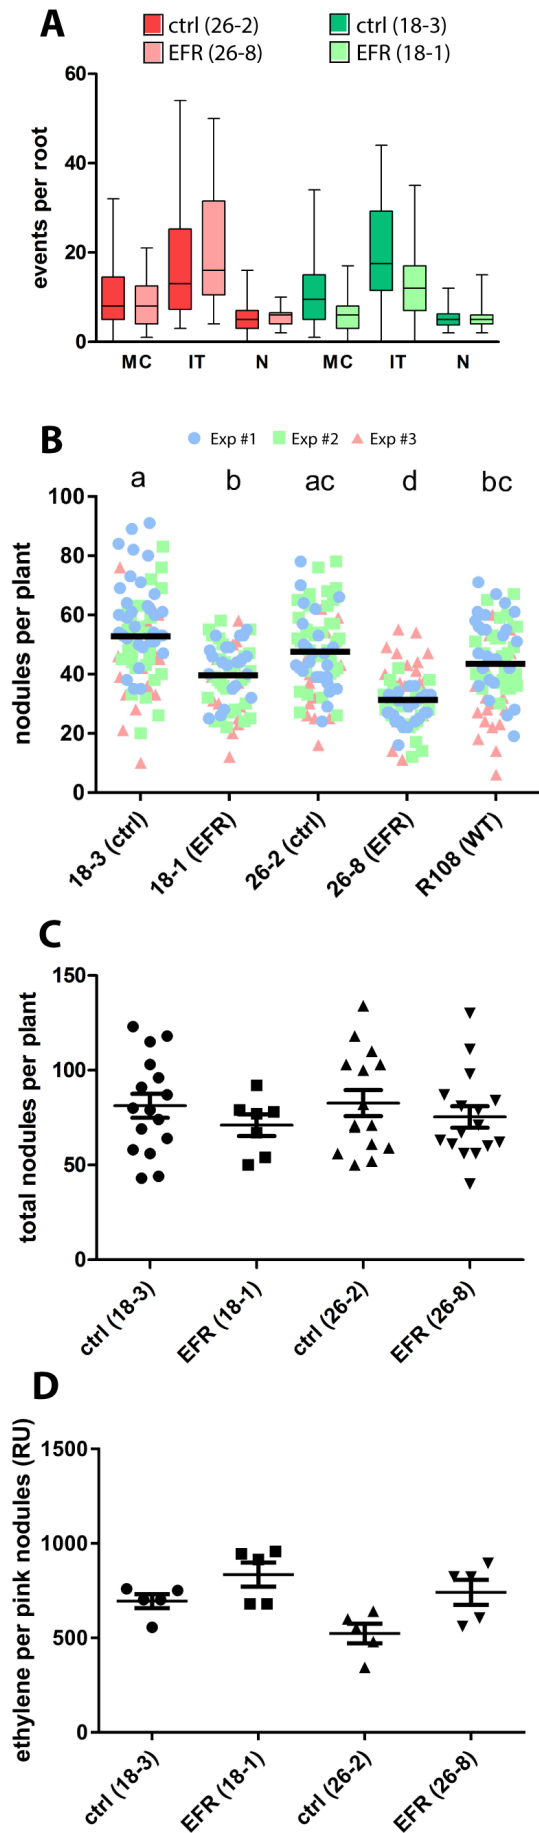 A
ctrl (26-2)
ctrl (18-3)
EFR (26-8)
EFR (18-1)
events per root
60
40
20
0
MC IT N MC IT N
B
Exp #1 Exp #2 Exp #3
a b ac d bc
nodules per plant
100
80
60
40
20
0
18-3 (ctrl)
18-1 (EFR)
26-2 (ctrl)
26-8 (EFR)
R108 (WT)
C
total nodules per plant
150
100
50
0
ctrl (18-3)
EFR (18-1)
ctrl (26-2)
EFR (26-8)
D
ethylene per pink nodules (RU)
1500
1000
500
0
ctrl (18-3)
EFR (18-1)
ctrl (26-2)
EFR (26-8)